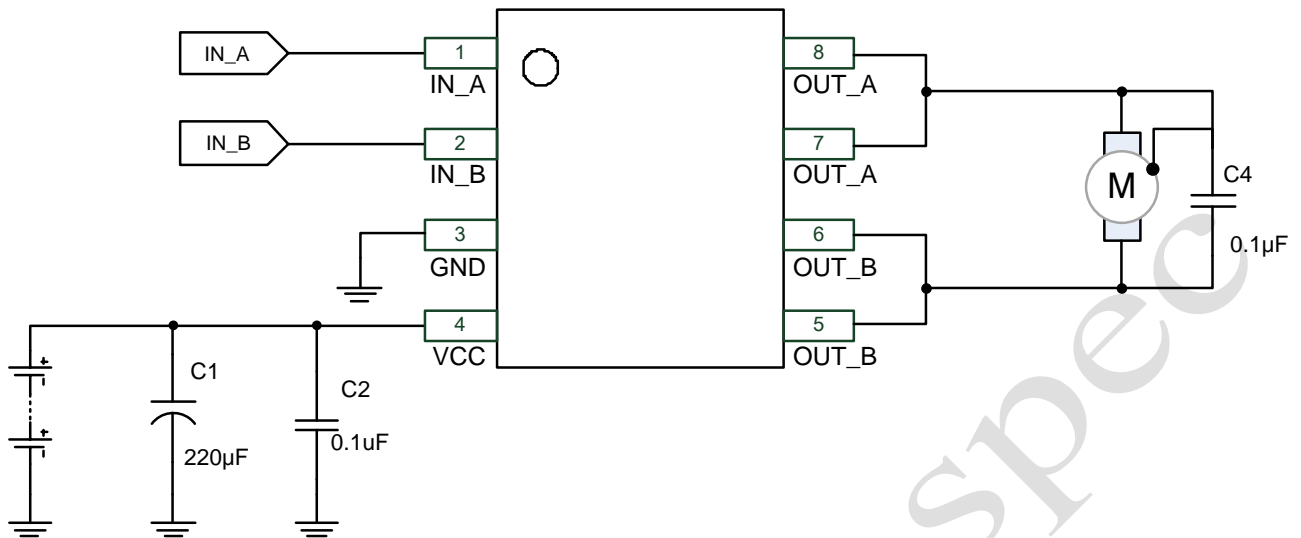 IN_A
1
IN_A
8
OUT_A
IN_B
2
IN_B
7
OUT_A
M
C4
0.1μF
3
GND
6
OUT_B
4
VCC
5
OUT_B
C1
220μF
C2
0.1uF
spec